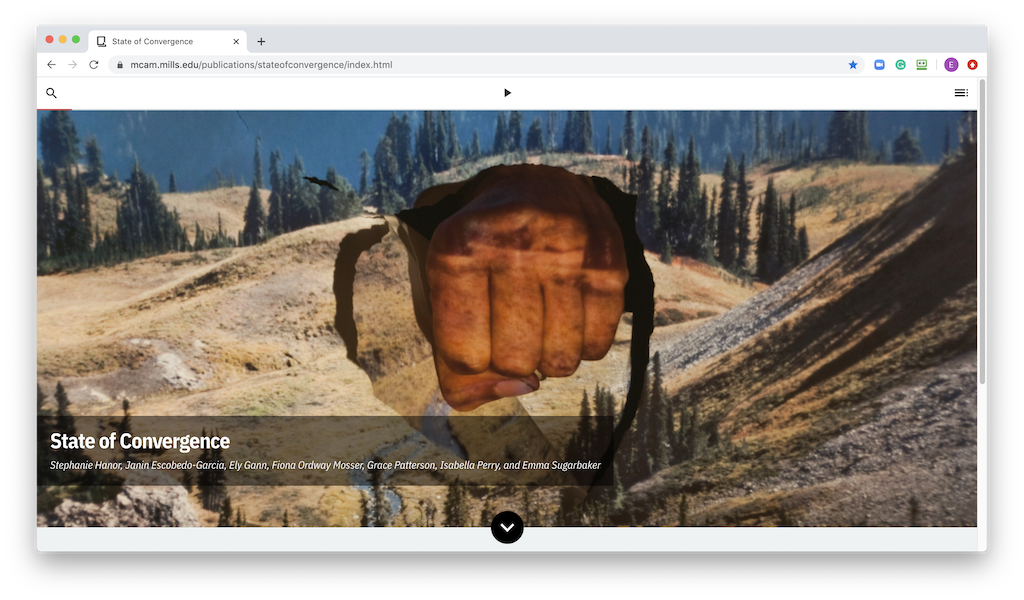 State of Convergence
mcam.mills.edu/publications/stateofconvergence/index.html
E
State of Convergence
Stephanie Hanor, Janin Escobedo-Garcia, Ely Gann, Fiona Ordway Mosser, Grace Patterson, Isabella Perry, and Emma Sugarbaker